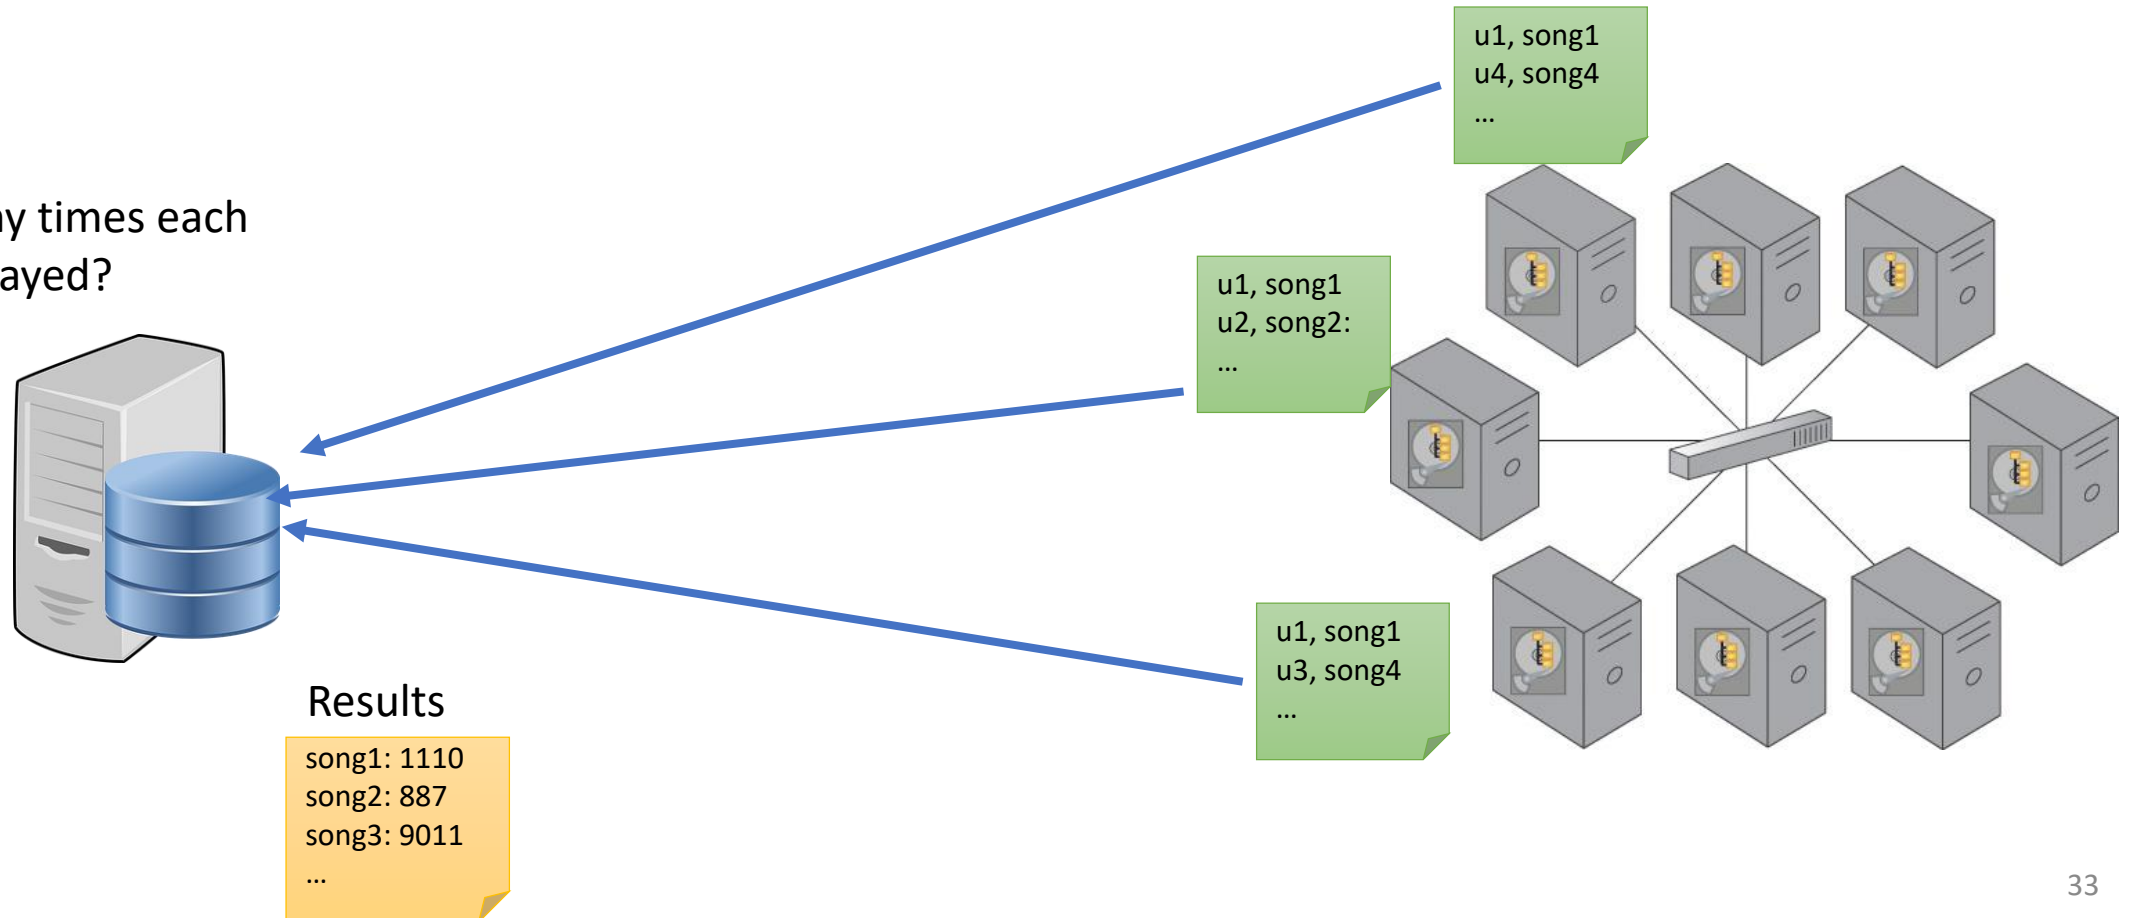 u1, song1
u4, song4
...
y times each
ayed?
u1, song1
u2, song2:
...
u1, song1
u3, song4
...
Results
song1: 1110
song2: 887
song3: 9011
...
33